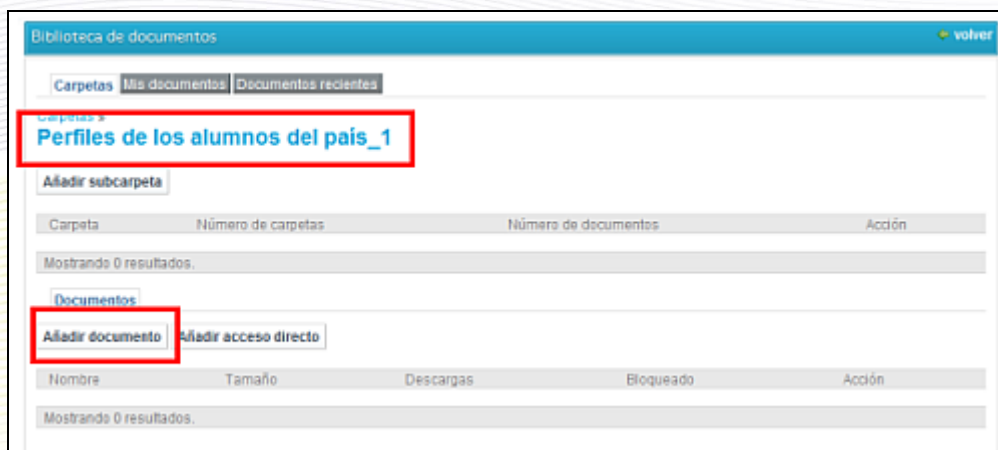 Biblioteca de documentos volver
Carpetas Mis documentos Documentos recientes
Carpetas »
Perfiles de los alumnos del país_1
Añadir subcarpeta
Carpeta Número de carpetas Número de documentos Acción
Mostrando 0 resultados.
Documentos
Añadir documento Añadir acceso directo
Nombre Tamaño Descargas Bloqueado Acción
Mostrando 0 resultados.